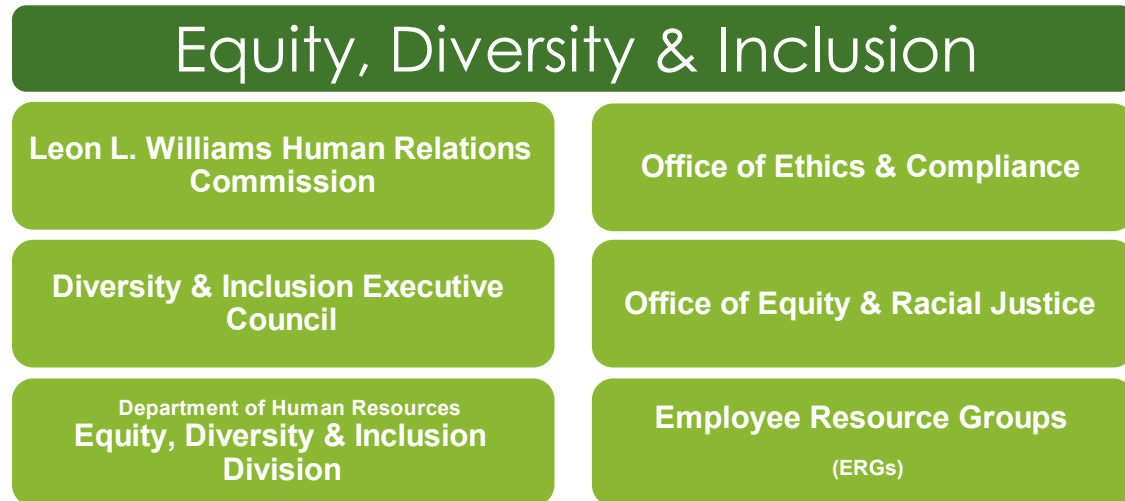 Equity, Diversity & Inclusion
Leon L. Williams Human Relations
Commission
Office of Ethics & Compliance
Diversity & Inclusion Executive
Council
Office of Equity & Racial Justice
Department of Human Resources
Equity, Diversity & Inclusion
Division
Employee Resource Groups
(ERGs)